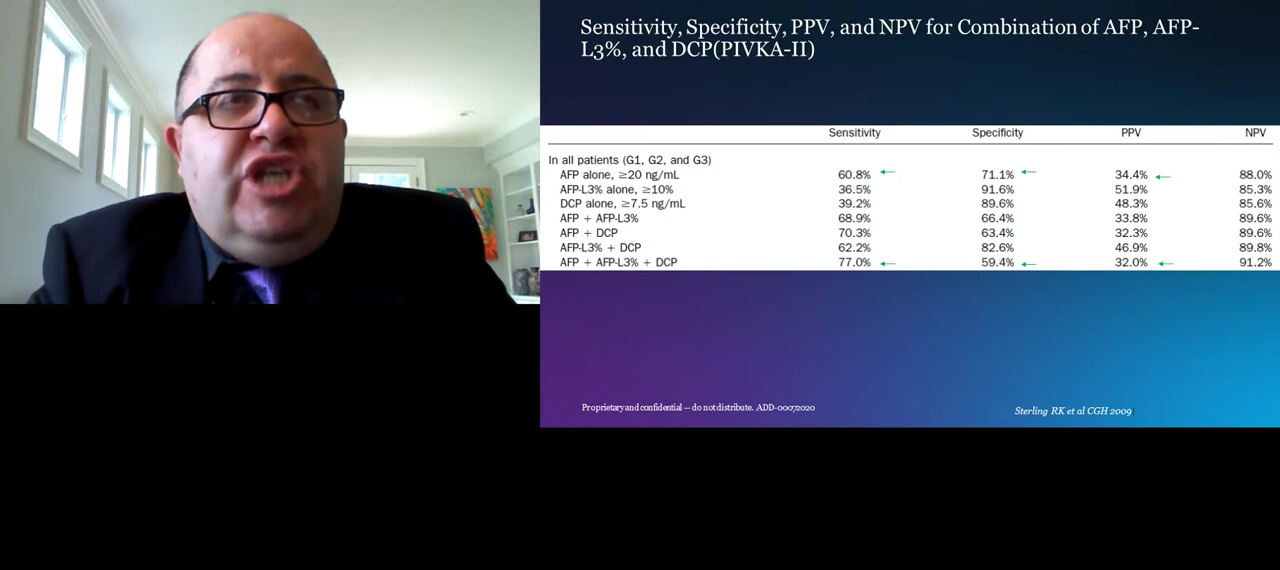 Sensitivity, Specificity, PPV, and NPV for Combination of AFP, AFP-
L3%, and DCP(PIVKA-II)
Sensitivity Specificity PPV NPV
In all patients (G1, G2, and G3)
AFP alone, ≥20 ng/mL 60.8% 71.1% 34.4% 88.0%
AFP-L3% alone, ≥10% 36.5% 91.6% 51.9% 85.3%
DCP alone, ≥7.5 ng/mL 39.2% 89.6% 48.3% 85.6%
AFP + AFP-L3% 68.9% 66.4% 33.8% 89.6%
AFP + DCP 70.3% 63.4% 32.3% 89.6%
AFP-L3% + DCP 62.2% 82.6% 46.9% 89.8%
AFP + AFP-L3% + DCP 77.0% 59.4% 32.0% 91.2%
Proprietary and confidential — do not distribute. ADD-00072020
Sterling RK et al CGH 2009